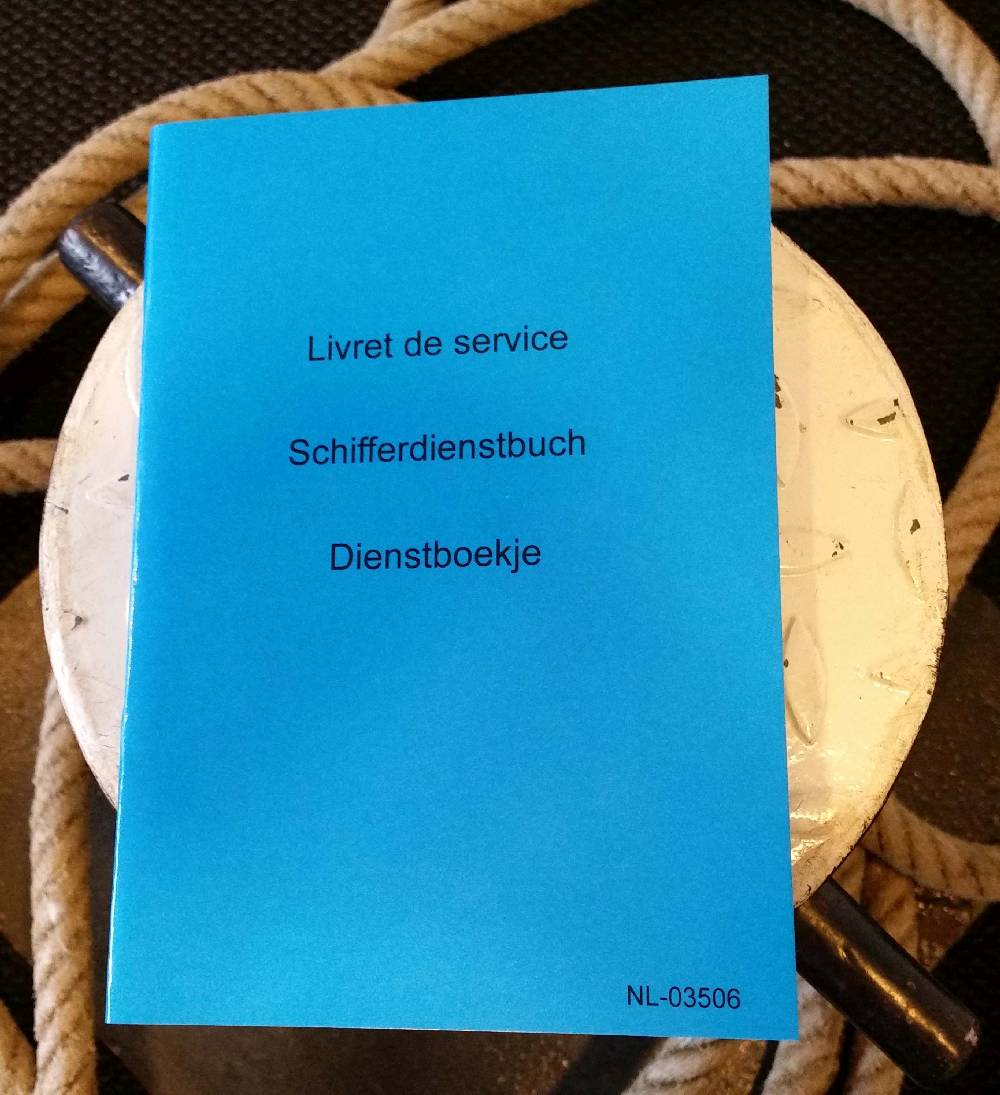 Livret de service
Schifferdienstbuch
Dienstboekje
NL-03506